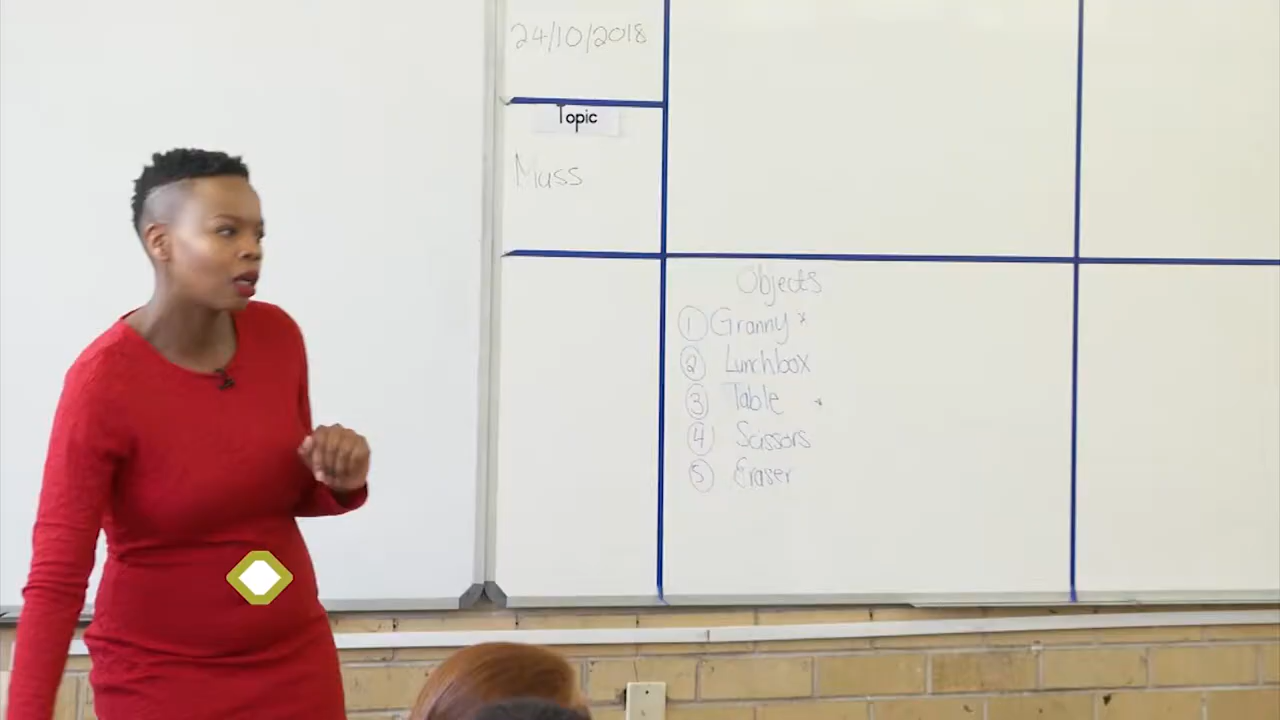 24/10/2018
Topic
Mass
Objects
① Granny *
② Lunchbox
③ Table *
④ Scissors
⑤ Eraser